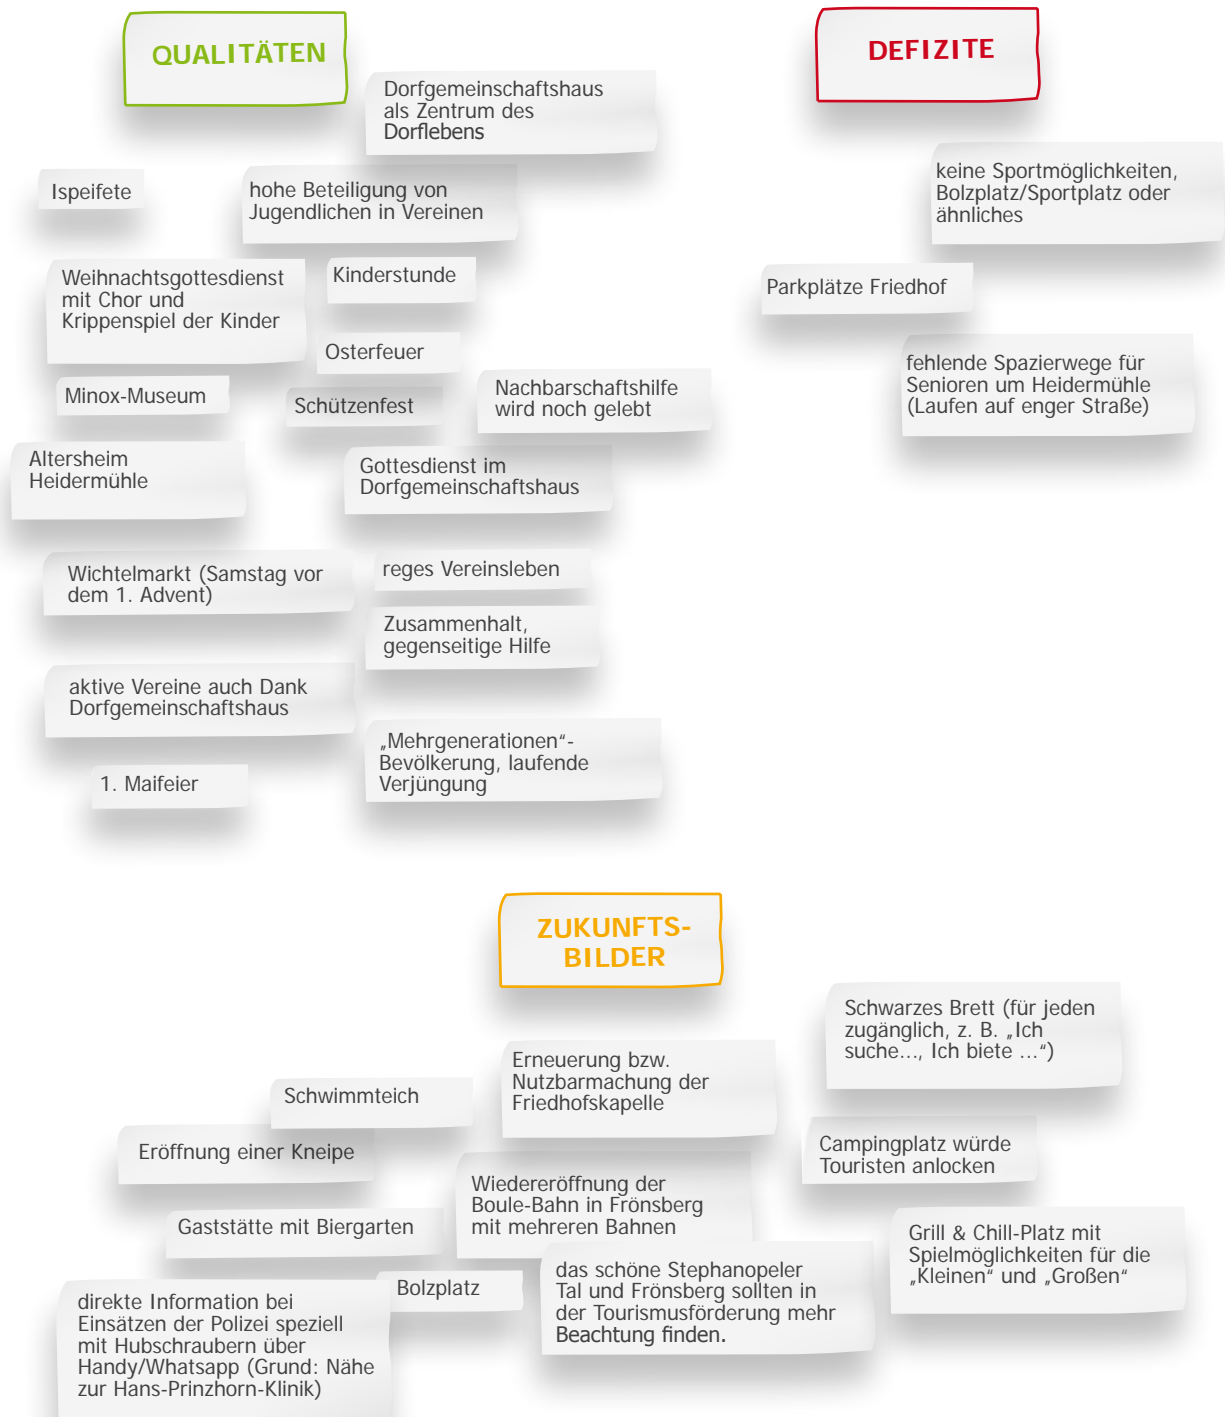 QUALITÄTEN
Dorfgemeinschaftshaus
als Zentrum des
Dorflebens
Ispeifete
hohe Beteiligung von
Jugendlichen in Vereinen
Weihnachtsgottesdienst
mit Chor und
Krippenspiel der Kinder
Kinderstunde
Osterfeuer
Minox-Museum
Schützenfest
Nachbarschaftshilfe
wird noch gelebt
Altersheim
Heidermühle
Gottesdienst im
Dorfgemeinschaftshaus
Wichtelmarkt (Samstag vor
dem 1. Advent)
reges Vereinsleben
Zusammenhalt,
gegenseitige Hilfe
aktive Vereine auch Dank
Dorfgemeinschaftshaus
„Mehrgenerationen“-
Bevölkerung, laufende
Verjüngung
1. Maifeier
DEFIZITE
keine Sportmöglichkeiten,
Bolzplatz/Sportplatz oder
ähnliches
Parkplätze Friedhof
fehlende Spazierwege für
Senioren um Heidermühle
(Laufen auf enger Straße)
ZUKUNFTS-
BILDER
Schwarzes Brett (für jeden
zugänglich, z. B. „Ich
suche..., Ich biete ...“)
Erneuerung bzw.
Nutzbarmachung der
Friedhofskapelle
Schwimmteich
Eröffnung einer Kneipe
Campingplatz würde
Touristen anlocken
Wiedereröffnung der
Boule-Bahn in Frönsberg
mit mehreren Bahnen
Gaststätte mit Biergarten
Grill & Chill-Platz mit
Spielmöglichkeiten für die
„Kleinen“ und „Großen“
das schöne Stephanopeler
Tal und Frönsberg sollten in
der Tourismusförderung mehr
Beachtung finden.
Bolzplatz
direkte Information bei
Einsätzen der Polizei speziell
mit Hubschraubern über
Handy/Whatsapp (Grund: Nähe
zur Hans-Prinzhorn-Klinik)